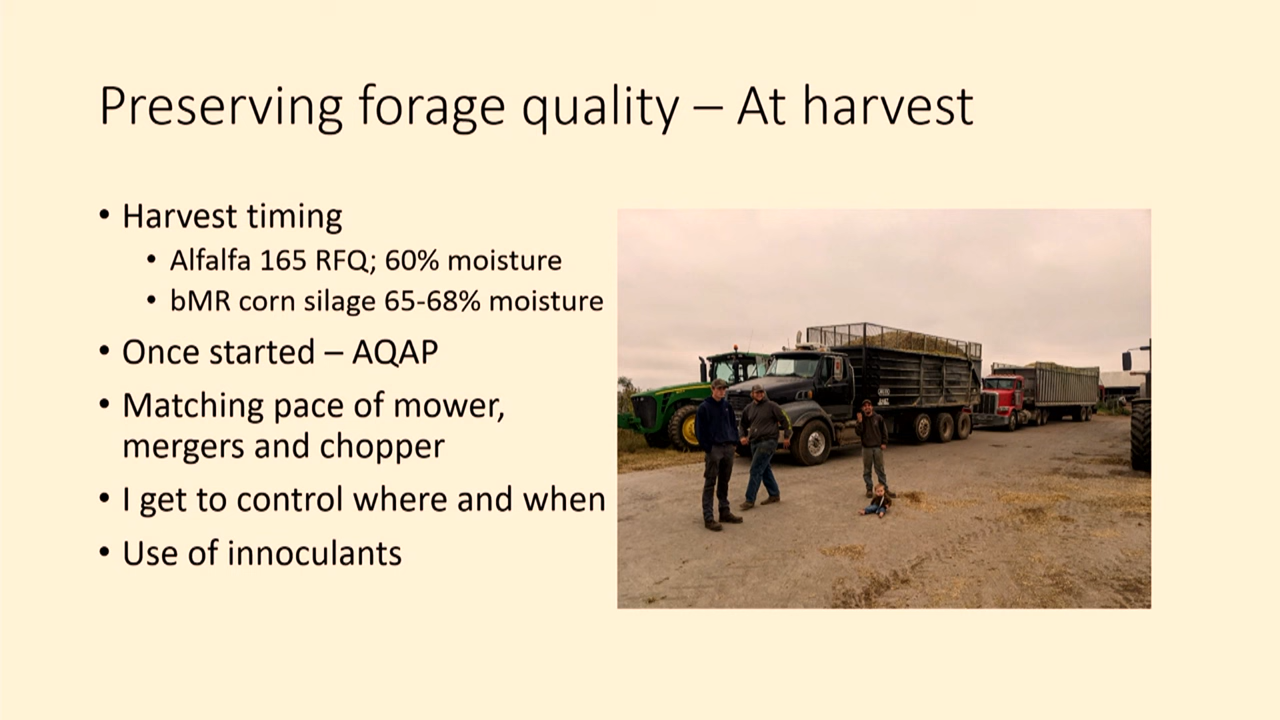 Preserving forage quality – At harvest
• Harvest timing
• Alfalfa 165 RFQ; 60% moisture
• bMR corn silage 65-68% moisture
• Once started – AQAP
• Matching pace of mower,
mergers and chopper
• I get to control where and when
• Use of innoculants